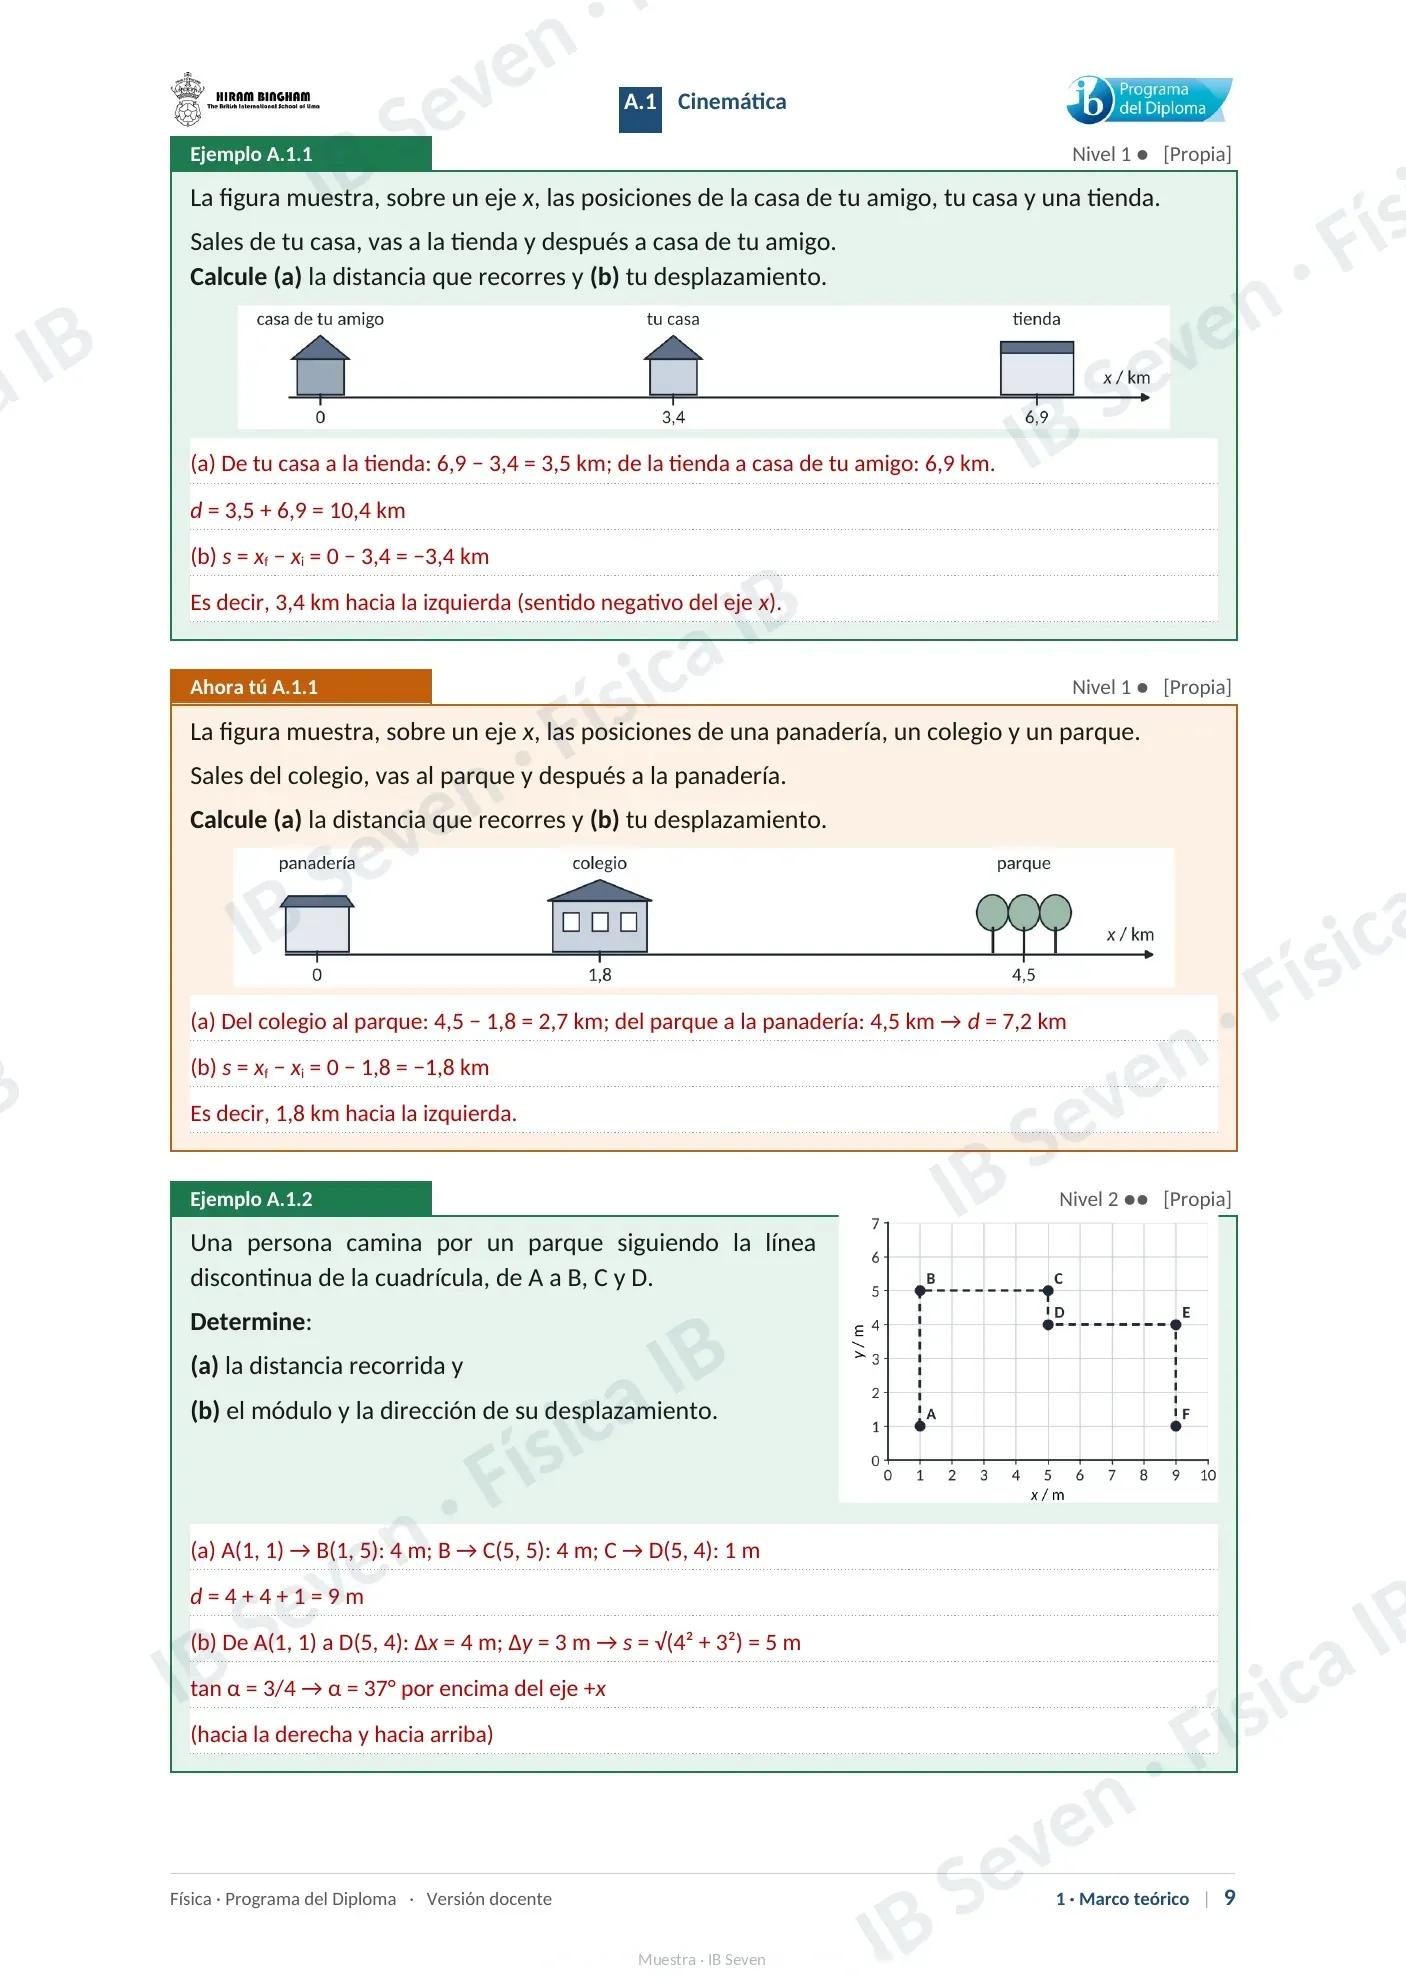 HIRAM BINGHAM
The British International School of Lima
A.1 Cinemática
ib Programa
del Diploma
Ejemplo A.1.1 Nivel 1 ● [Propia]
La figura muestra, sobre un eje x, las posiciones de la casa de tu amigo, tu casa y una tienda.
Sales de tu casa, vas a la tienda y después a casa de tu amigo.
Calcule (a) la distancia que recorres y (b) tu desplazamiento.
casa de tu amigo tu casa tienda
x / km
0 3,4 6,9
(a) De tu casa a la tienda: 6,9 − 3,4 = 3,5 km; de la tienda a casa de tu amigo: 6,9 km.
d = 3,5 + 6,9 = 10,4 km
(b) s = xf − xi = 0 − 3,4 = −3,4 km
Es decir, 3,4 km hacia la izquierda (sentido negativo del eje x).
Ahora tú A.1.1 Nivel 1 ● [Propia]
La figura muestra, sobre un eje x, las posiciones de una panadería, un colegio y un parque.
Sales del colegio, vas al parque y después a la panadería.
Calcule (a) la distancia que recorres y (b) tu desplazamiento.
panadería colegio parque
x / km
0 1,8 4,5
(a) Del colegio al parque: 4,5 − 1,8 = 2,7 km; del parque a la panadería: 4,5 km → d = 7,2 km
(b) s = xf − xi = 0 − 1,8 = −1,8 km
Es decir, 1,8 km hacia la izquierda.
Ejemplo A.1.2 Nivel 2 ●● [Propia]
Una persona camina por un parque siguiendo la línea
discontinua de la cuadrícula, de A a B, C y D.
Determine:
(a) la distancia recorrida y
(b) el módulo y la dirección de su desplazamiento.
7
6
5
4
3
2
1
0
y / m
B C
D E
A F
0 1 2 3 4 5 6 7 8 9 10
x / m
(a) A(1, 1) → B(1, 5): 4 m; B → C(5, 5): 4 m; C → D(5, 4): 1 m
d = 4 + 4 + 1 = 9 m
(b) De A(1, 1) a D(5, 4): Δx = 4 m; Δy = 3 m → s = √(4² + 3²) = 5 m
tan α = 3/4 → α = 37° por encima del eje +x
(hacia la derecha y hacia arriba)
Física · Programa del Diploma · Versión docente 1 · Marco teórico | 9
Muestra · IB Seven
IB Seven · Física IB